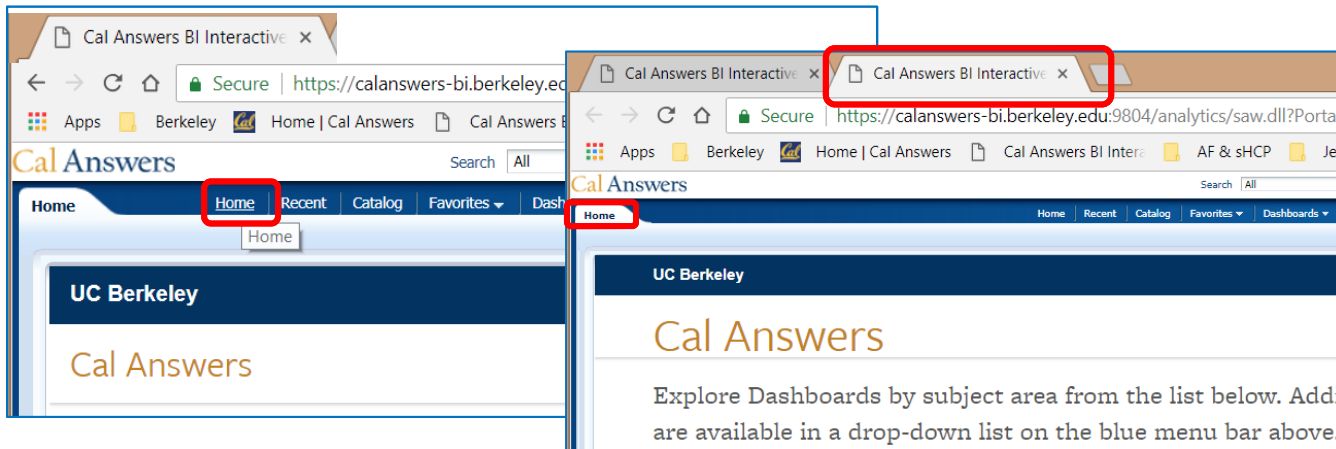 Cal Answers BI Interactive
Secure | https://calanswers-bi.berkeley.ed
Apps Berkeley Cal Home | Cal Answers Cal Answers B
Cal Answers Search All
Home Home Recent Catalog Favorites Dash
Home
UC Berkeley
Cal Answers
Cal Answers BI Interactive Cal Answers BI Interactive
Secure | https://calanswers-bi.berkeley.edu:9804/analytics/saw.dll?Porta
Apps Berkeley Cal Home | Cal Answers Cal Answers BI Intera AF & sHCP Je
Cal Answers Search All
Home Home Recent Catalog Favorites Dashboards
UC Berkeley
Cal Answers
Explore Dashboards by subject area from the list below. Addi
are available in a drop-down list on the blue menu bar above.